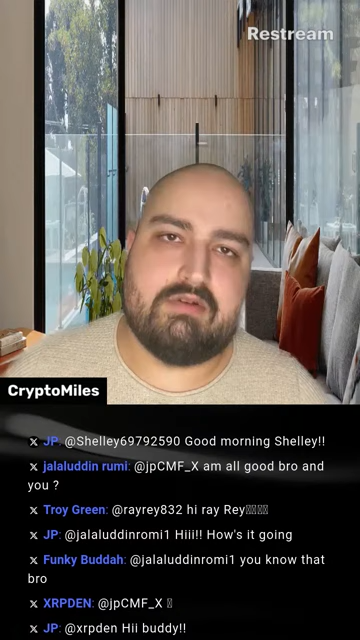 Restream
CryptoMiles
X JP: @Shelley69792590 Good morning Shelley!!
X jalaluddin rumi: @jpCMF_X am all good bro and
you ?
X Troy Green: @rayrey832 hi ray Rey
X JP: @jalaluddinromi1 Hiii!! How's it going
X Funky Buddah: @jalaluddinromi1 you know that
bro
X XRPDEN: @jpCMF_X
X JP: @xrpden Hii buddy!!